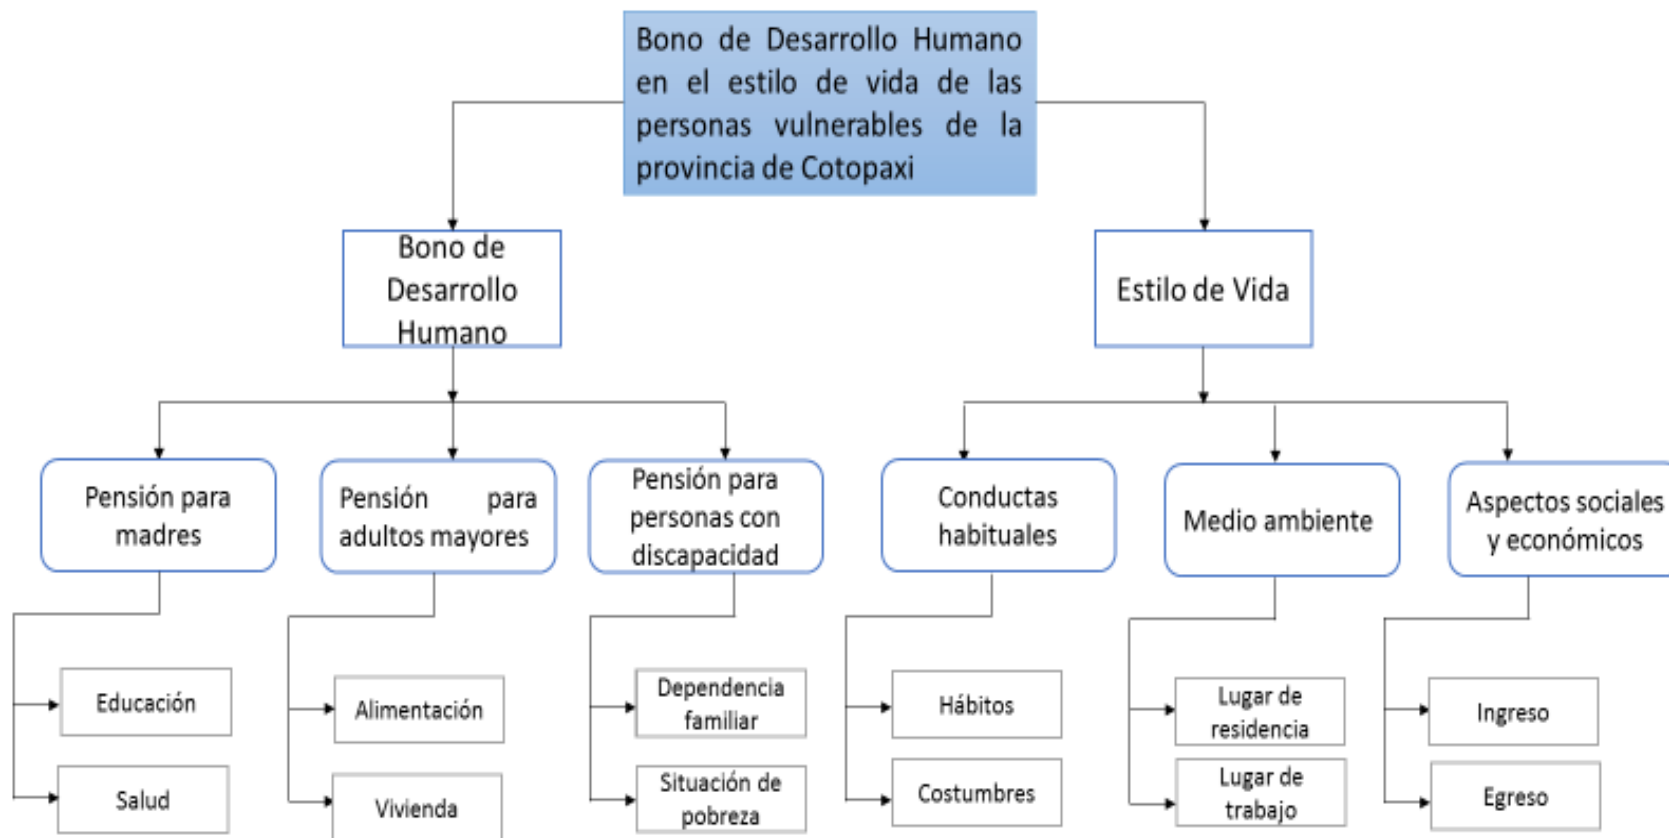 Bono de Desarrollo Humano
en el estilo de vida de las
personas vulnerables de la
provincia de Cotopaxi
Bono de
Desarrollo
Humano
Estilo de Vida
Pensión para
madres
Pensión para
adultos mayores
Pensión para
personas con
discapacidad
Conductas
habituales
Medio ambiente
Aspectos sociales
y económicos
Educación
Salud
Alimentación
Vivienda
Dependencia
familiar
Situación de
pobreza
Hábitos
Costumbres
Lugar de
residencia
Lugar de
trabajo
Ingreso
Egreso